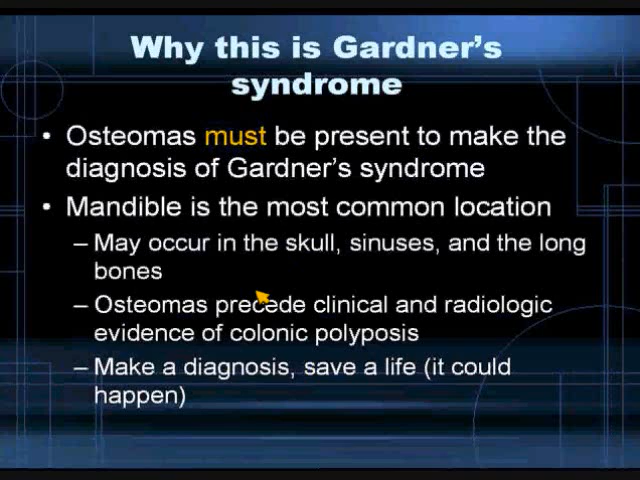 Why this is Gardner's
syndrome
• Osteomas must be present to make the
diagnosis of Gardner's syndrome
• Mandible is the most common location
– May occur in the skull, sinuses, and the long
bones
– Osteomas precede clinical and radiologic
evidence of colonic polyposis
– Make a diagnosis, save a life (it could
happen)